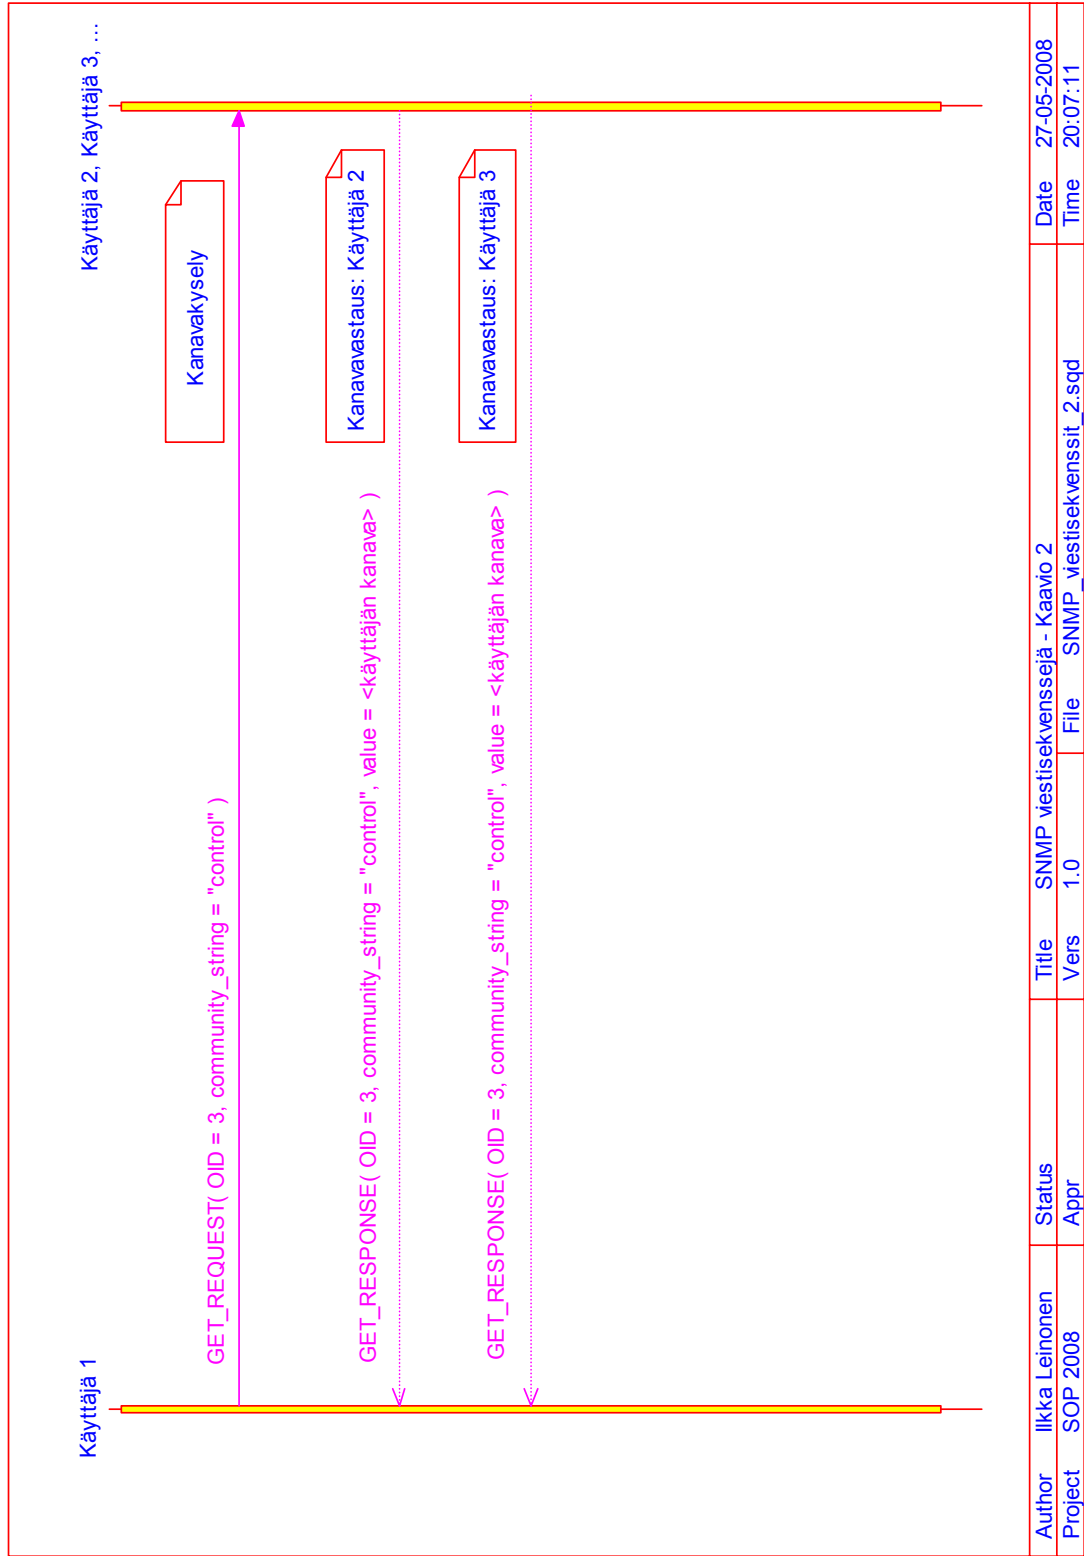 Käyttäjä 1
Käyttäjä 2, Käyttäjä 3, ...
Kanavakysely
GET_REQUEST( OID = 3, community_string = "control" )
Kanavavastaus: Käyttäjä 2
GET_RESPONSE( OID = 3, community_string = "control", value = <käyttäjän kanava> )
Kanavavastaus: Käyttäjä 3
GET_RESPONSE( OID = 3, community_string = "control", value = <käyttäjän kanava> )
Author Ilkka Leinonen Status Title SNMP viestisekvenssejä - Kaavio 2 Date 27-05-2008
Project SOP 2008 Appr Vers 1.0 File SNMP_viestisekvenssit_2.sqd Time 20:07:11